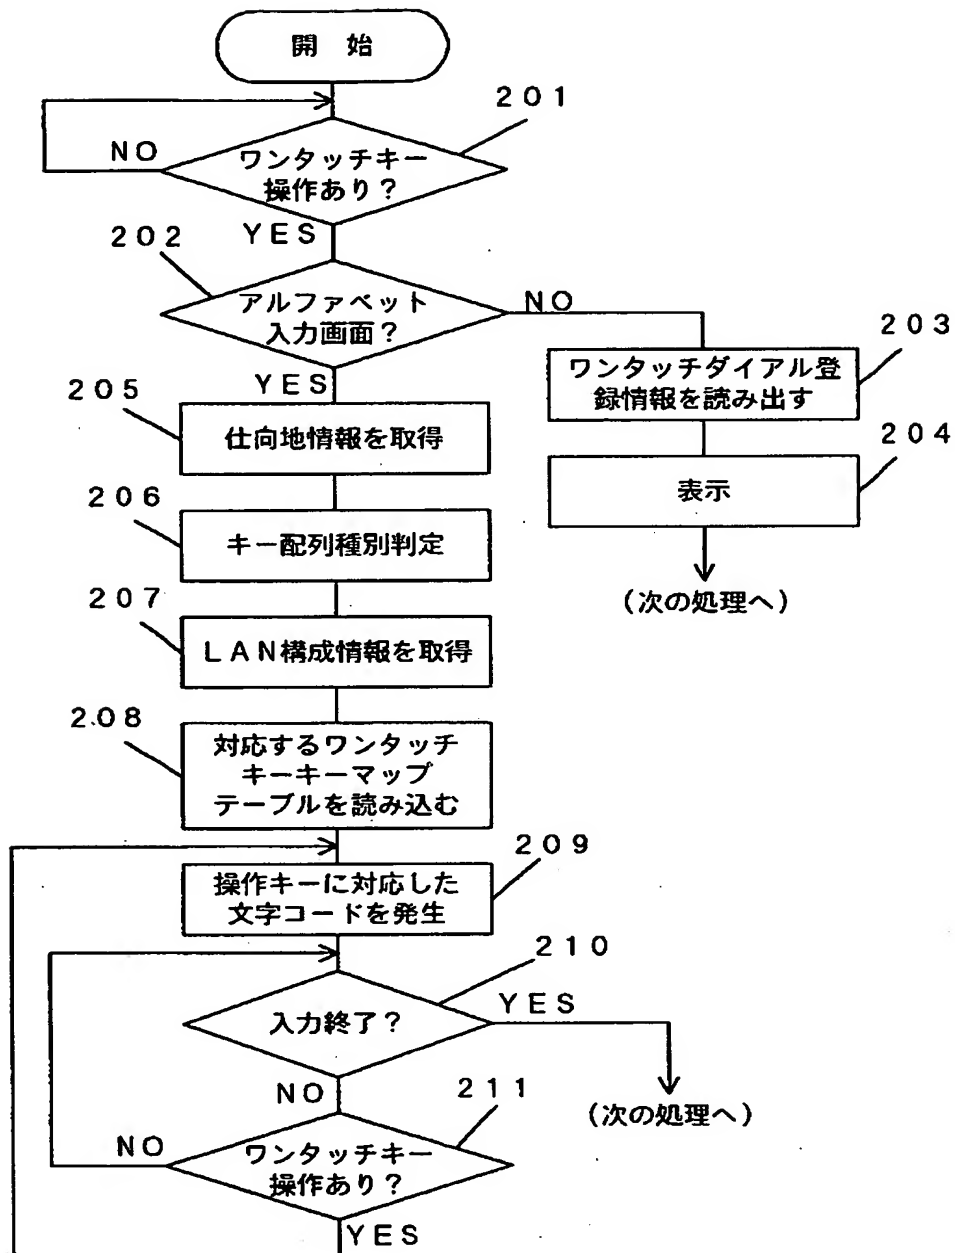 開 始
201
NO
ワンタッチキー
操作あり？
YES
202
アルファベット
入力画面？
NO
203
ワンタッチダイアル登
録情報を読み出す
YES
205
仕向地情報を取得
204
表示
206
キー配列種別判定
(次の処理へ)
207
LAN構成情報を取得
208
対応するワンタッチ
キーキーマップ
テーブルを読み込む
209
操作キーに対応した
文字コードを発生
210
入力終了？
YES
NO
211
(次の処理へ)
NO
ワンタッチキー
操作あり？
YES